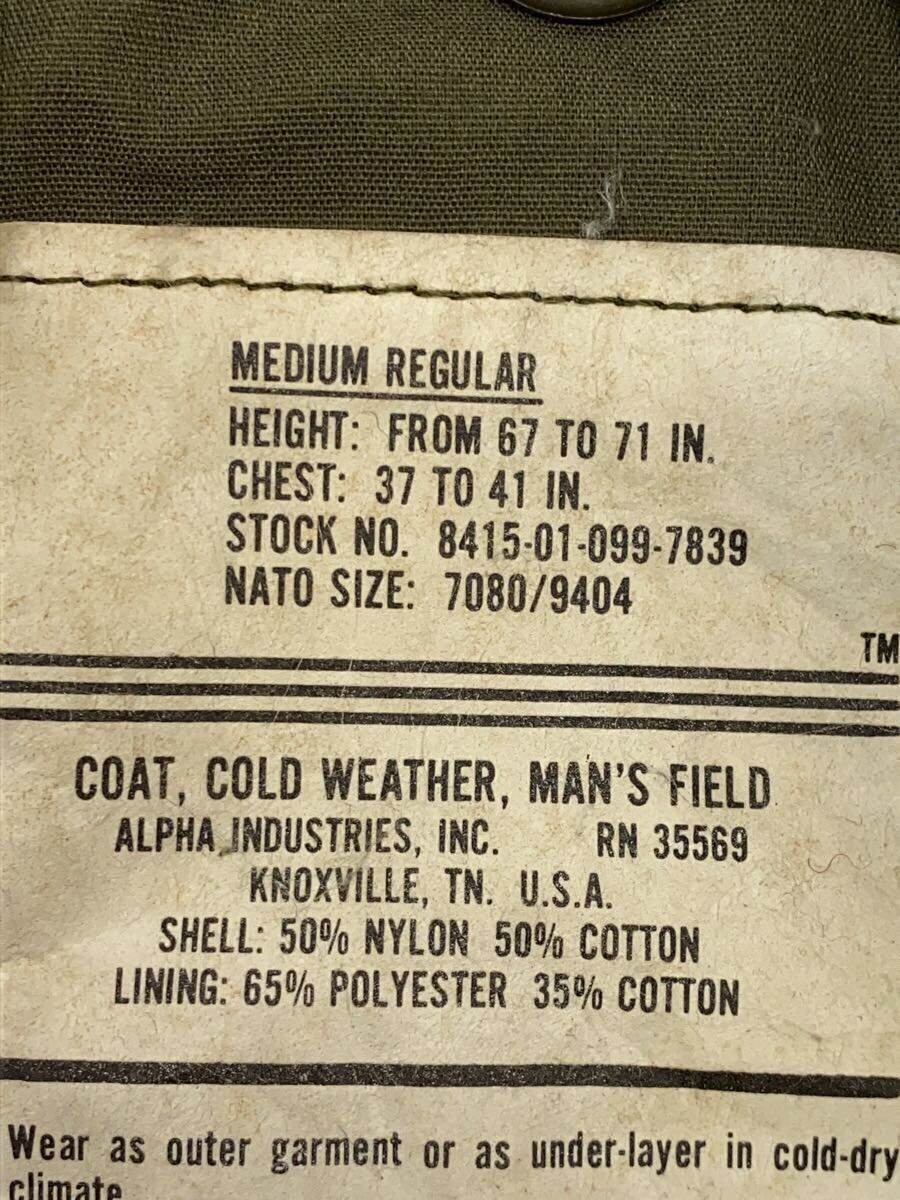 MEDIUM REGULAR
HEIGHT: FROM 67 TO 71 IN.
CHEST: 37 TO 41 IN.
STOCK NO. 8415-01-099-7839
NATO SIZE: 7080/9404
TM
COAT, COLD WEATHER, MAN'S FIELD
ALPHA INDUSTRIES, INC. RN 35569
KNOXVILLE, TN. U.S.A.
SHELL: 50% NYLON 50% COTTON
LINING: 65% POLYESTER 35% COTTON
Wear as outer garment or as under-layer in cold-dry
climate